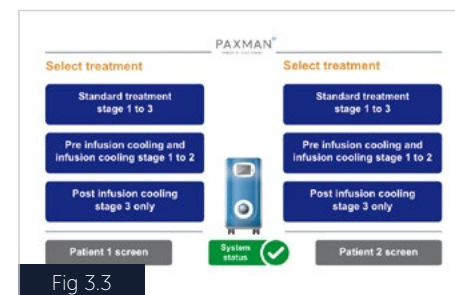 PAXMAN
Select treatment
Standard treatment
stage 1 to 3
Pre infusion cooling and
infusion cooling stage 1 to 2
Post infusion cooling
stage 3 only
Patient 1 screen
System
status
Select treatment
Standard treatment
stage 1 to 3
Pre infusion cooling and
infusion cooling stage 1 to 2
Post infusion cooling
stage 3 only
Patient 2 screen
Fig 3.3